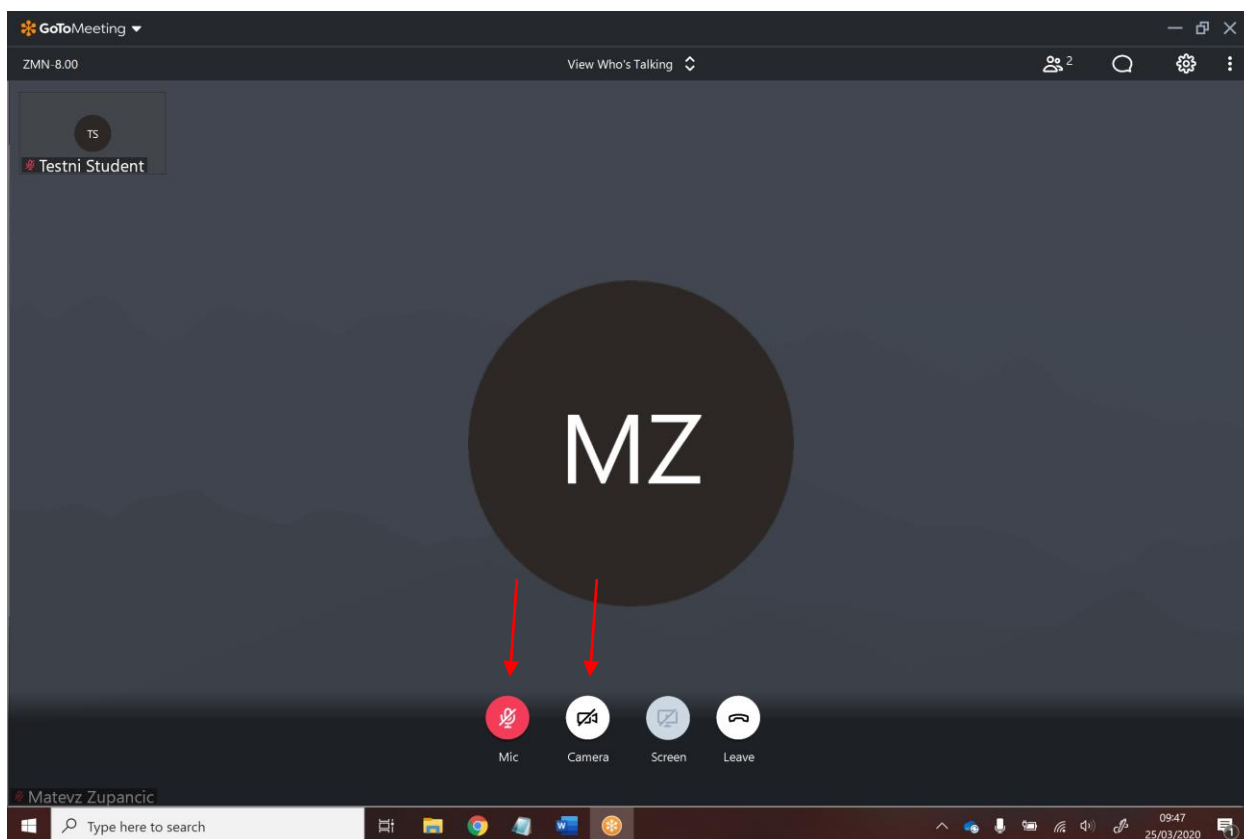 GoToMeeting
ZMN-8.00
View Who's Talking
2
TS
Testni Student
MZ
Mic
Camera
Screen
Leave
Matevz Zupancic
Type here to search
W
09:47
25/03/2020
1